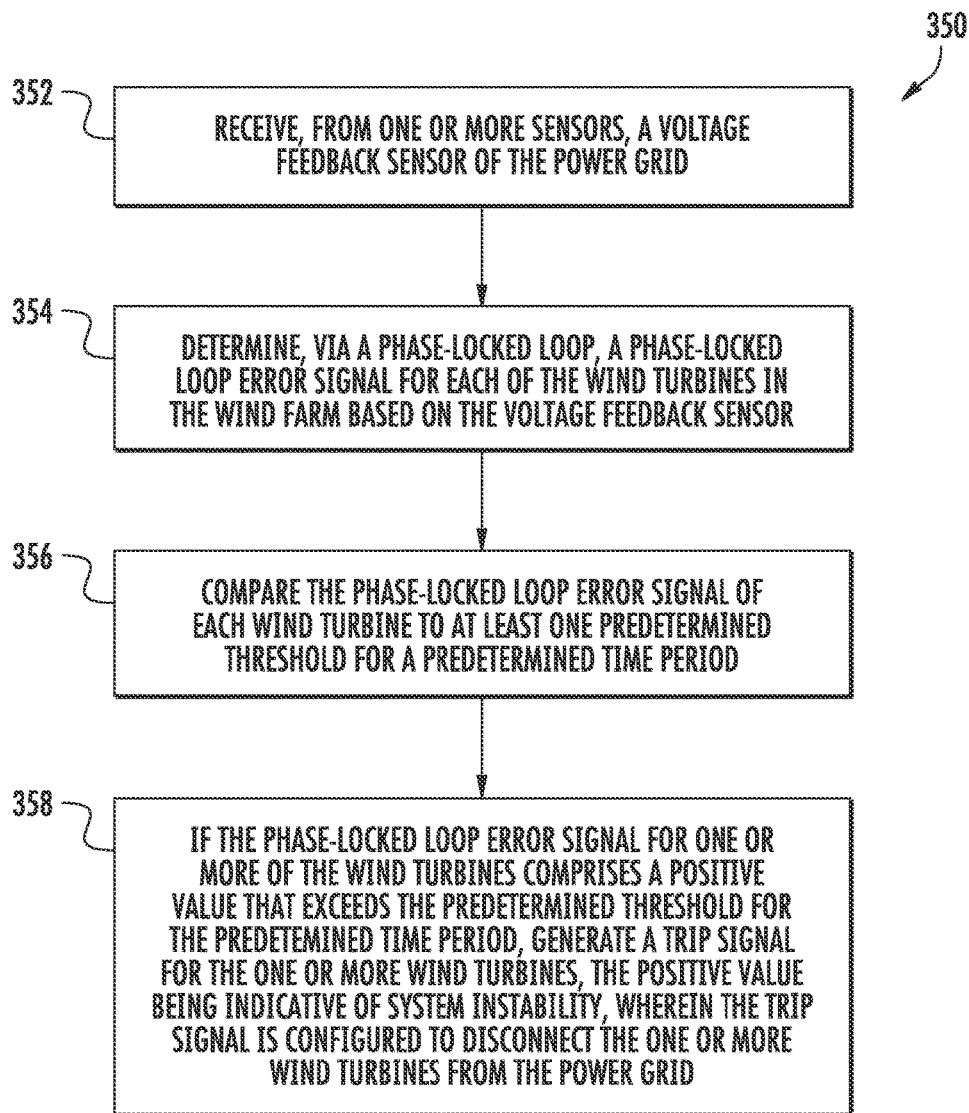 350
352
RECEIVE, FROM ONE OR MORE SENSORS, A VOLTAGE
FEEDBACK SENSOR OF THE POWER GRID
354
DETERMINE, VIA A PHASE-LOCKED LOOP, A PHASE-LOCKED
LOOP ERROR SIGNAL FOR EACH OF THE WIND TURBINES IN
THE WIND FARM BASED ON THE VOLTAGE FEEDBACK SENSOR
356
COMPARE THE PHASE-LOCKED LOOP ERROR SIGNAL OF
EACH WIND TURBINE TO AT LEAST ONE PREDETERMINED
THRESHOLD FOR A PREDETERMINED TIME PERIOD
358
IF THE PHASE-LOCKED LOOP ERROR SIGNAL FOR ONE OR
MORE OF THE WIND TURBINES COMPRISES A POSITIVE
VALUE THAT EXCEEDS THE PREDETERMINED THRESHOLD FOR
THE PREDETEMINED TIME PERIOD, GENERATE A TRIP SIGNAL
FOR THE ONE OR MORE WIND TURBINES, THE POSITIVE VALUE
BEING INDICATIVE OF SYSTEM INSTABILITY, WHEREIN THE TRIP
SIGNAL IS CONFIGURED TO DISCONNECT THE ONE OR MORE
WIND TURBINES FROM THE POWER GRID